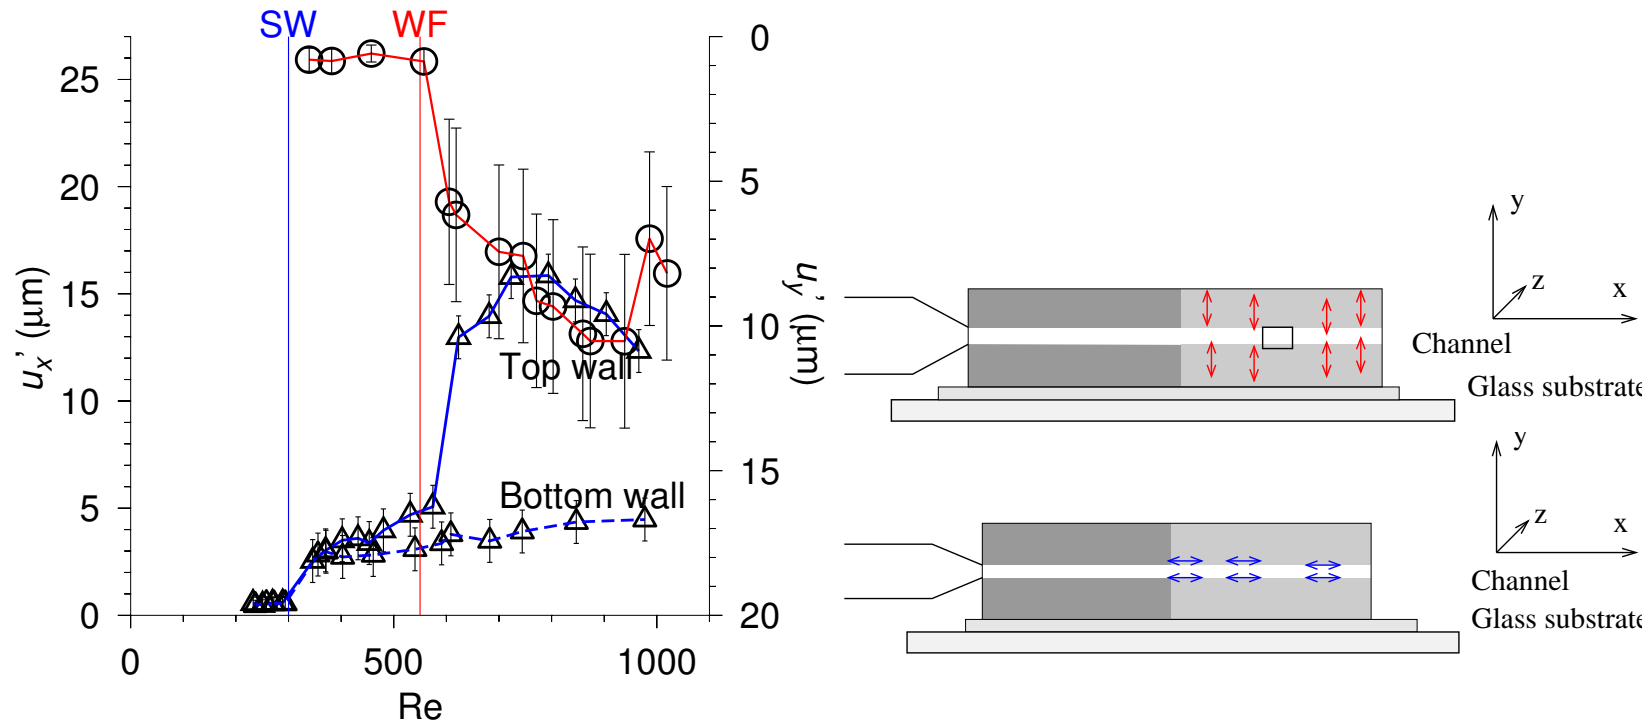 SW
WF
0
25
20
15
10
5
0
u_x' (μm)
0
5
10
15
20
u_y' (μm)
Top wall
Bottom wall
0
500
1000
Re
y
z
x
Channel
Glass substrate
y
z
x
Channel
Glass substrate